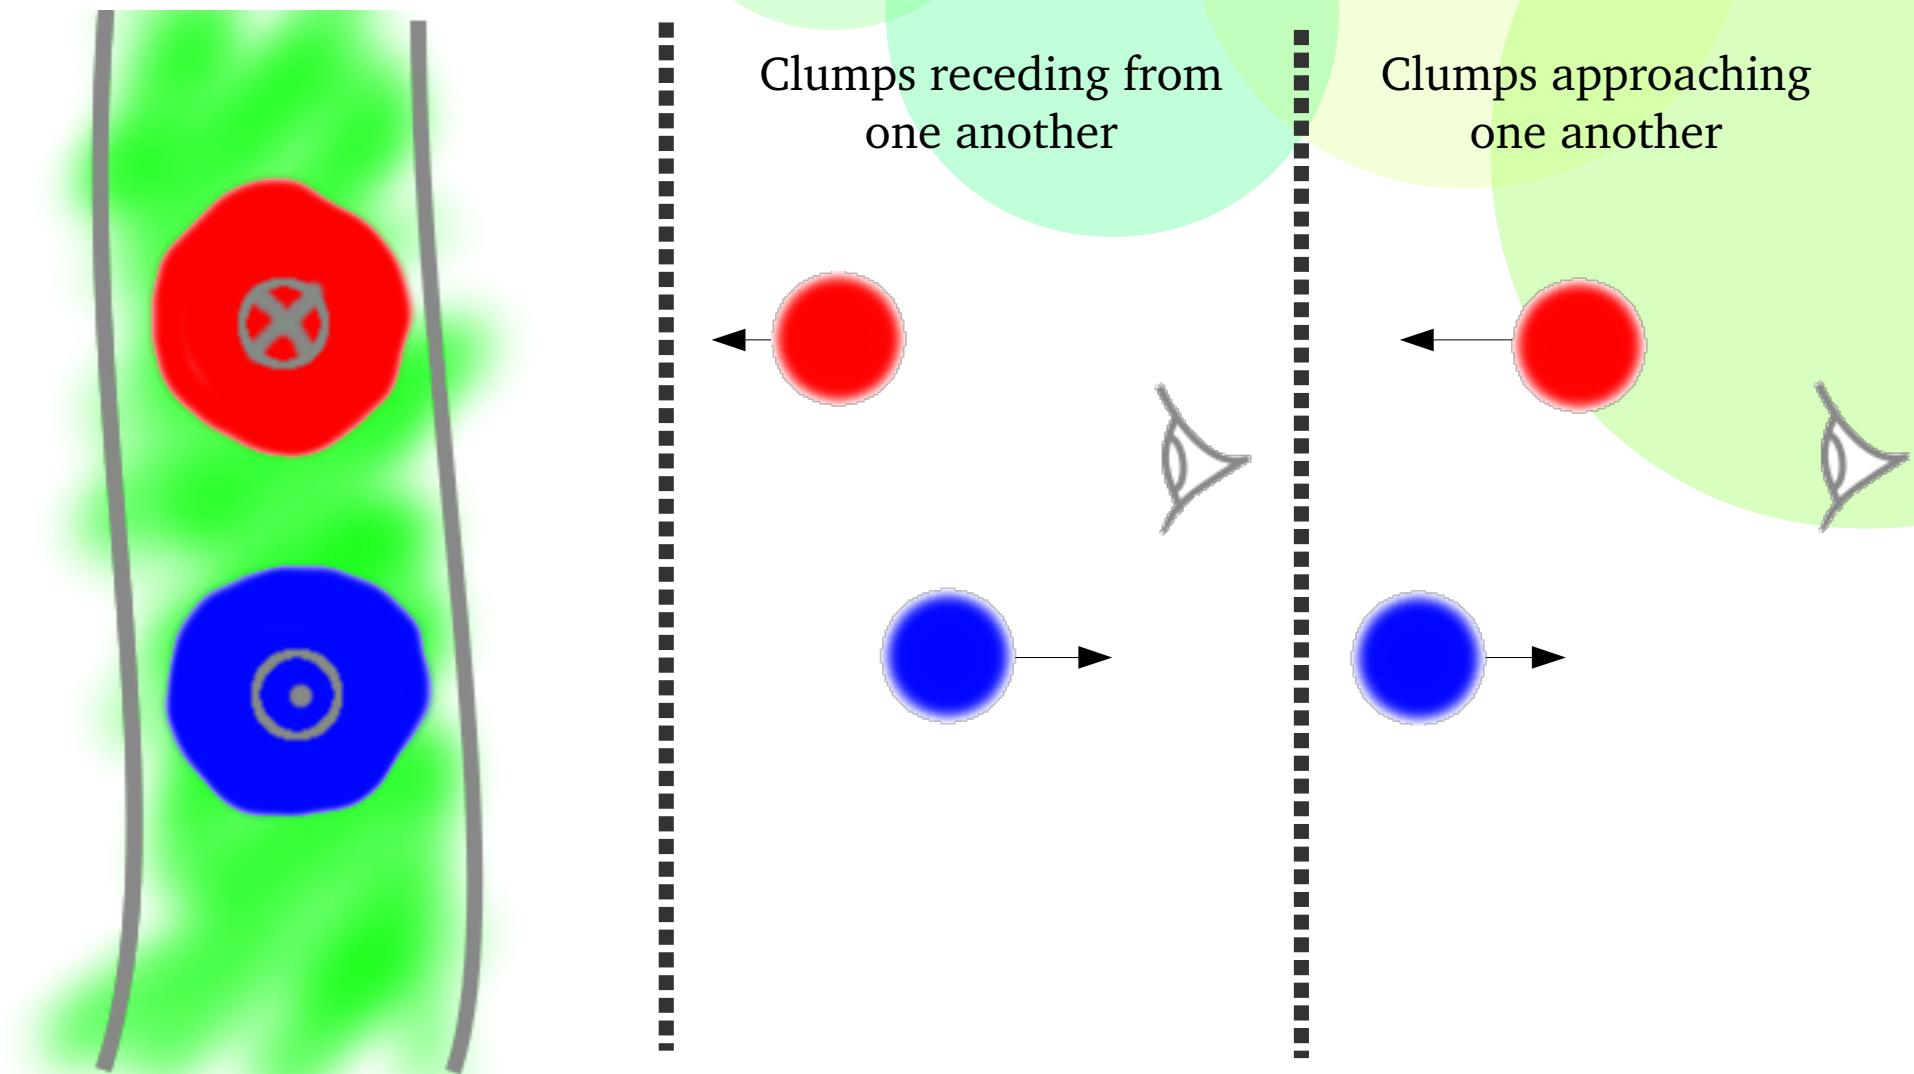 Clumps receding from
one another
Clumps approaching
one another